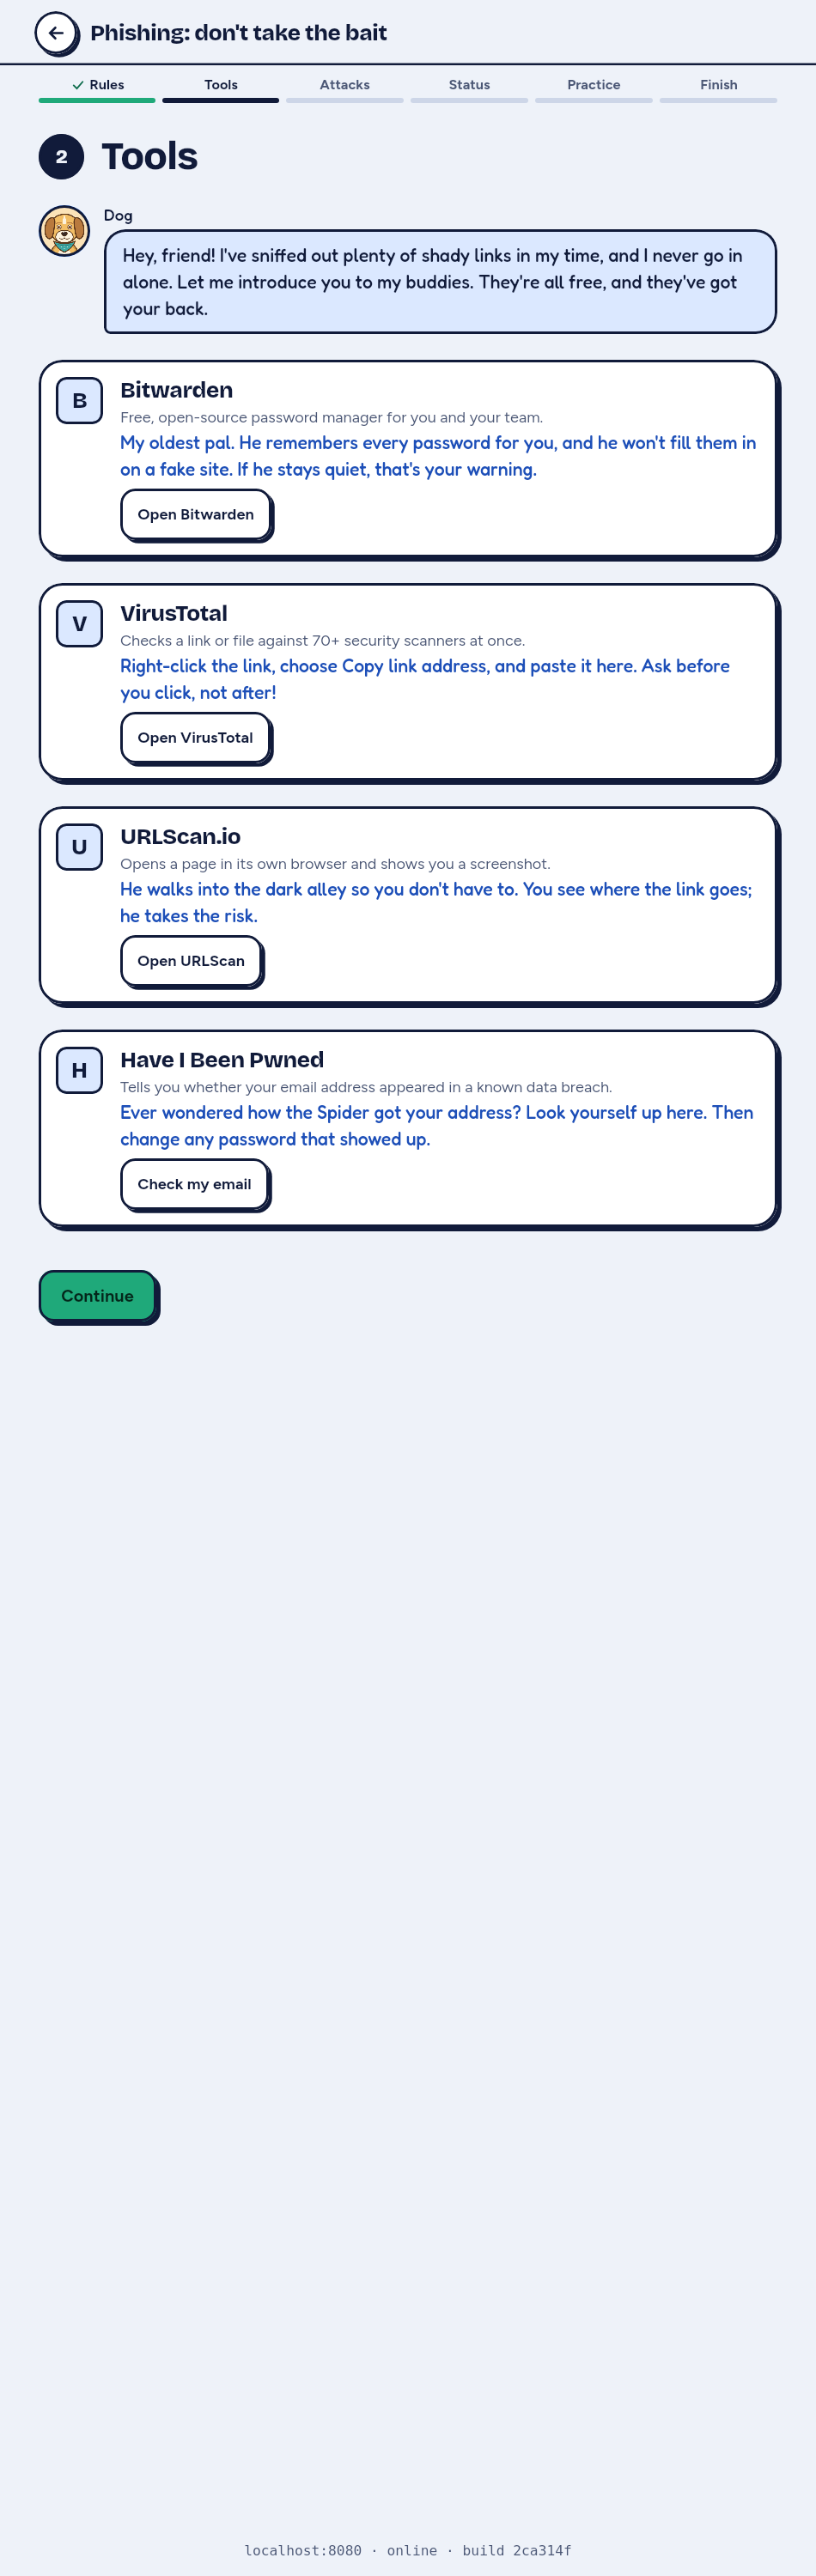 Phishing: don't take the bait
Rules
Tools
Attacks
Status
Practice
Finish
2
Tools
Dog
Hey, friend! I've sniffed out plenty of shady links in my time, and I never go in
alone. Let me introduce you to my buddies. They're all free, and they've got
your back.
B
Bitwarden
Free, open-source password manager for you and your team.
My oldest pal. He remembers every password for you, and he won't fill them in
on a fake site. If he stays quiet, that's your warning.
Open Bitwarden
V
VirusTotal
Checks a link or file against 70+ security scanners at once.
Right-click the link, choose Copy link address, and paste it here. Ask before
you click, not after!
Open VirusTotal
U
URLScan.io
Opens a page in its own browser and shows you a screenshot.
He walks into the dark alley so you don't have to. You see where the link goes;
he takes the risk.
Open URLScan
H
Have I Been Pwned
Tells you whether your email address appeared in a known data breach.
Ever wondered how the Spider got your address? Look yourself up here. Then
change any password that showed up.
Check my email
Continue
localhost:8080 · online · build 2ca314f